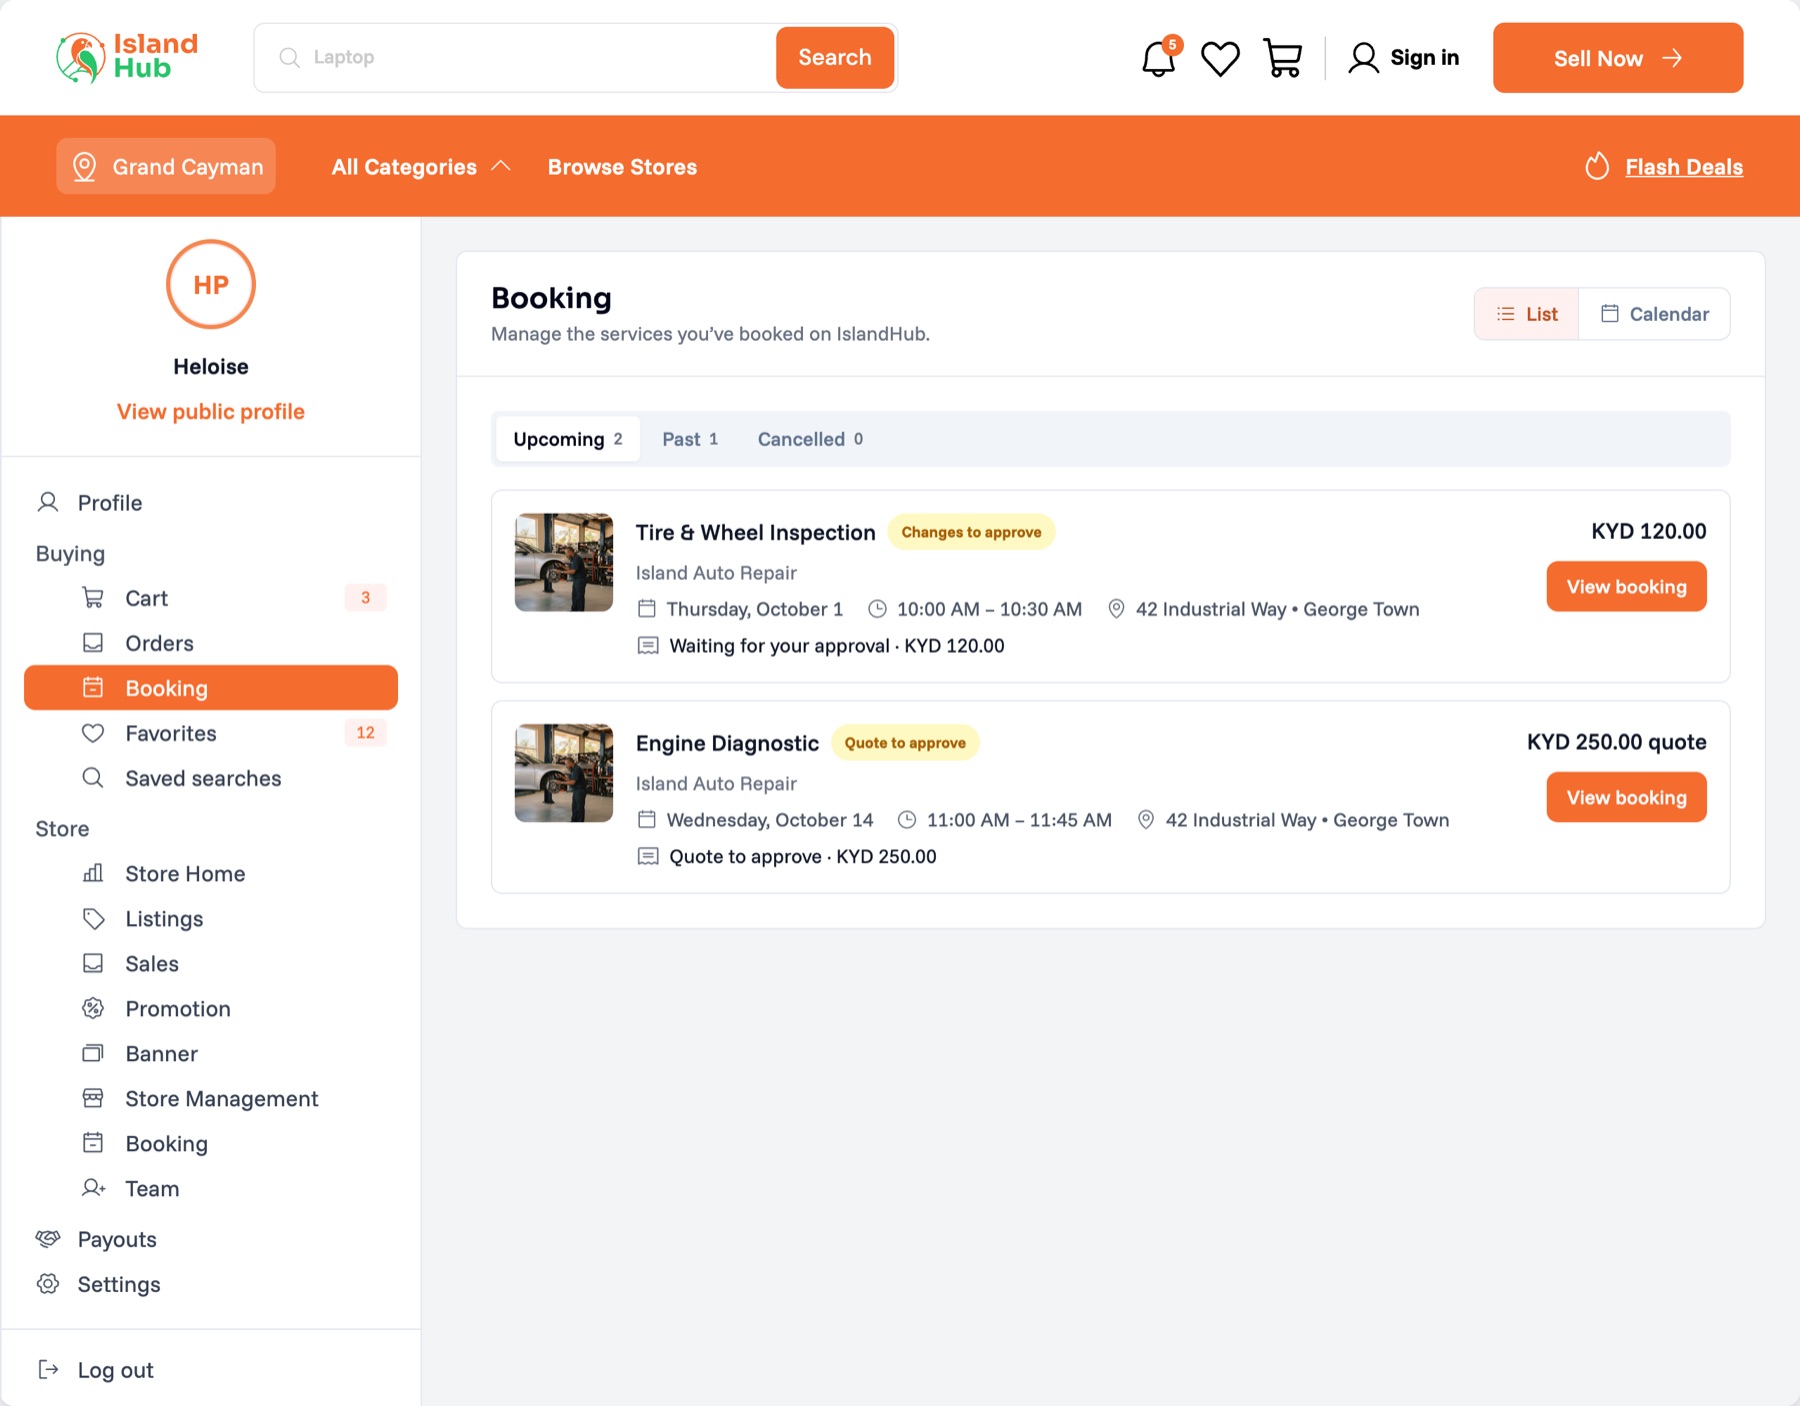 Island
Hub
Laptop
Search
5
Sign in
Sell Now
Grand Cayman
All Categories
Browse Stores
Flash Deals
HP
Heloise
View public profile
Profile
Buying
Cart 3
Orders
Booking
Favorites 12
Saved searches
Store
Store Home
Listings
Sales
Promotion
Banner
Store Management
Booking
Team
Payouts
Settings
Log out
Booking
Manage the services you’ve booked on IslandHub.
List
Calendar
Upcoming 2
Past 1
Cancelled 0
Tire & Wheel Inspection Changes to approve
KYD 120.00
Island Auto Repair
View booking
Thursday, October 1 10:00 AM – 10:30 AM 42 Industrial Way • George Town
Waiting for your approval · KYD 120.00
Engine Diagnostic Quote to approve
KYD 250.00 quote
Island Auto Repair
View booking
Wednesday, October 14 11:00 AM – 11:45 AM 42 Industrial Way • George Town
Quote to approve · KYD 250.00